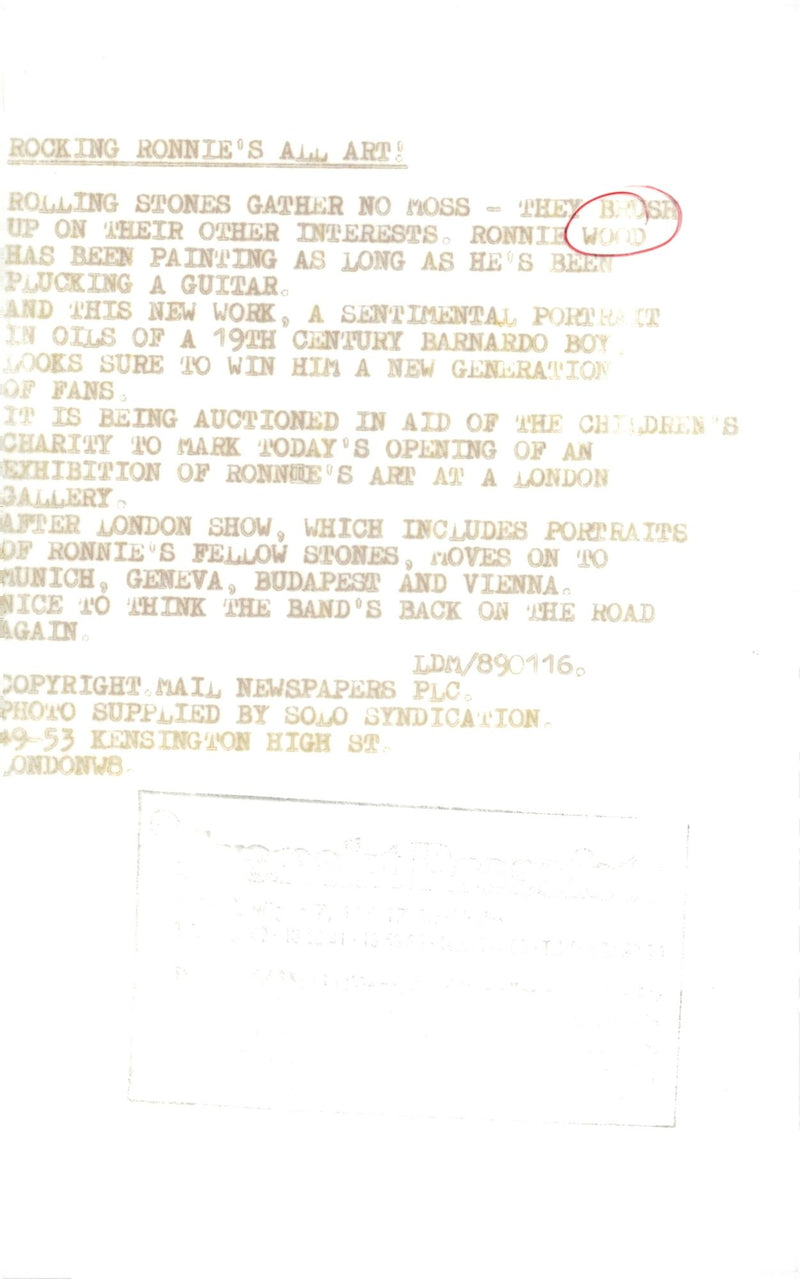 ROCKING RONNIE'S ALL ART!
ROLLING STONES GATHER NO MOSS - THEY BRUSH
UP ON THEIR OTHER INTERESTS. RONNIE WOOD
HAS BEEN PAINTING AS LONG AS HE'S BEEN
PLUCKING A GUITAR.
AND THIS NEW WORK, A SENTIMENTAL PORTRAIT
IN OILS OF A 19TH CENTURY BARNARDO BOY
LOOKS SURE TO WIN HIM A NEW GENERATION
OF FANS.
IT IS BEING AUCTIONED IN AID OF THE CHILDREN'S
CHARITY TO MARK TODAY'S OPENING OF AN
EXHIBITION OF RONNIE'S ART AT A LONDON
GALLERY.
AFTER LONDON SHOW, WHICH INCLUDES PORTRAITS
OF RONNIE'S FELLOW STONES, MOVES ON TO
MUNICH, GENEVA, BUDAPEST AND VIENNA.
NICE TO THINK THE BAND'S BACK ON THE ROAD
AGAIN.
LDM/890116.
COPYRIGHT.MAIL NEWSPAPERS PLC.
PHOTO SUPPLIED BY SOLO SYNDICATION.
49-53 KENSINGTON HIGH ST.
LONDONW8.